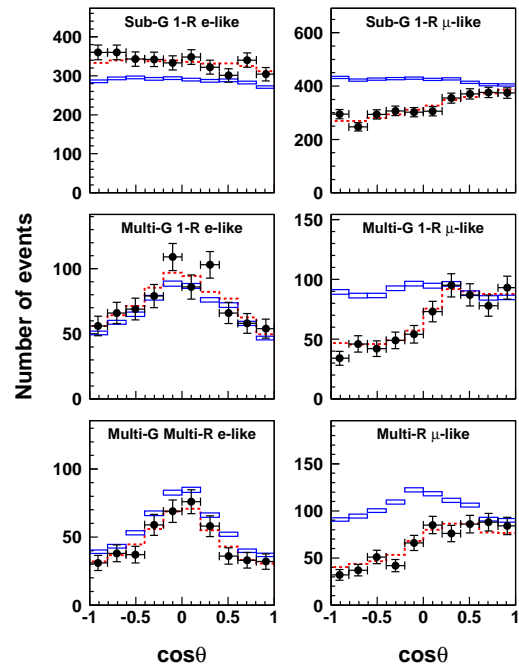 Sub-G 1-R e-like
Sub-G 1-R μ-like
400
300
200
100
0
600
400
200
0
Multi-G 1-R e-like
Multi-G 1-R μ-like
Number of events
100
50
0
150
100
50
0
Multi-G Multi-R e-like
Multi-R μ-like
100
50
0
150
100
50
0
-1 -0.5 0 0.5 1
-1 -0.5 0 0.5 1
cosθ
cosθ